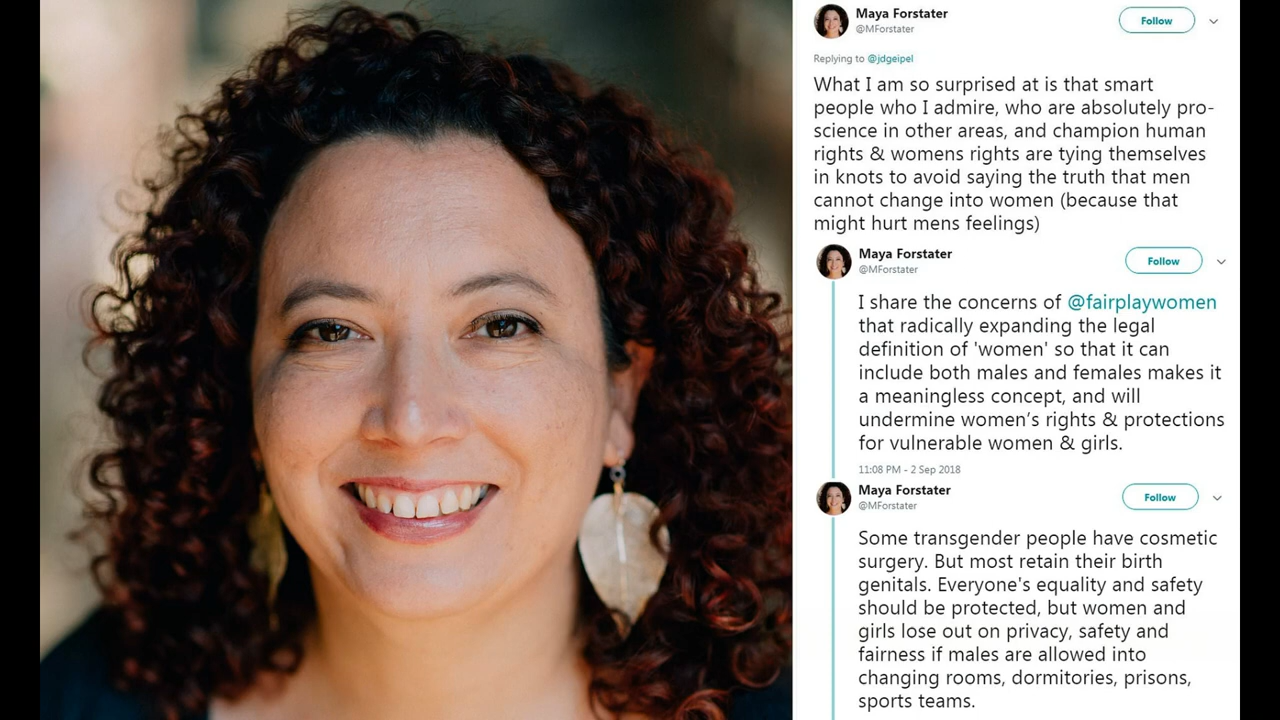 Maya Forstater
@MForstater
Follow
Replying to @jdgeipel
What I am so surprised at is that smart
people who I admire, who are absolutely pro-
science in other areas, and champion human
rights & womens rights are tying themselves
in knots to avoid saying the truth that men
cannot change into women (because that
might hurt mens feelings)
Maya Forstater
@MForstater
Follow
I share the concerns of @fairplaywomen
that radically expanding the legal
definition of 'women' so that it can
include both males and females makes it
a meaningless concept, and will
undermine women’s rights & protections
for vulnerable women & girls.
11:08 PM - 2 Sep 2018
Maya Forstater
@MForstater
Follow
Some transgender people have cosmetic
surgery. But most retain their birth
genitals. Everyone's equality and safety
should be protected, but women and
girls lose out on privacy, safety and
fairness if males are allowed into
changing rooms, dormitories, prisons,
sports teams.